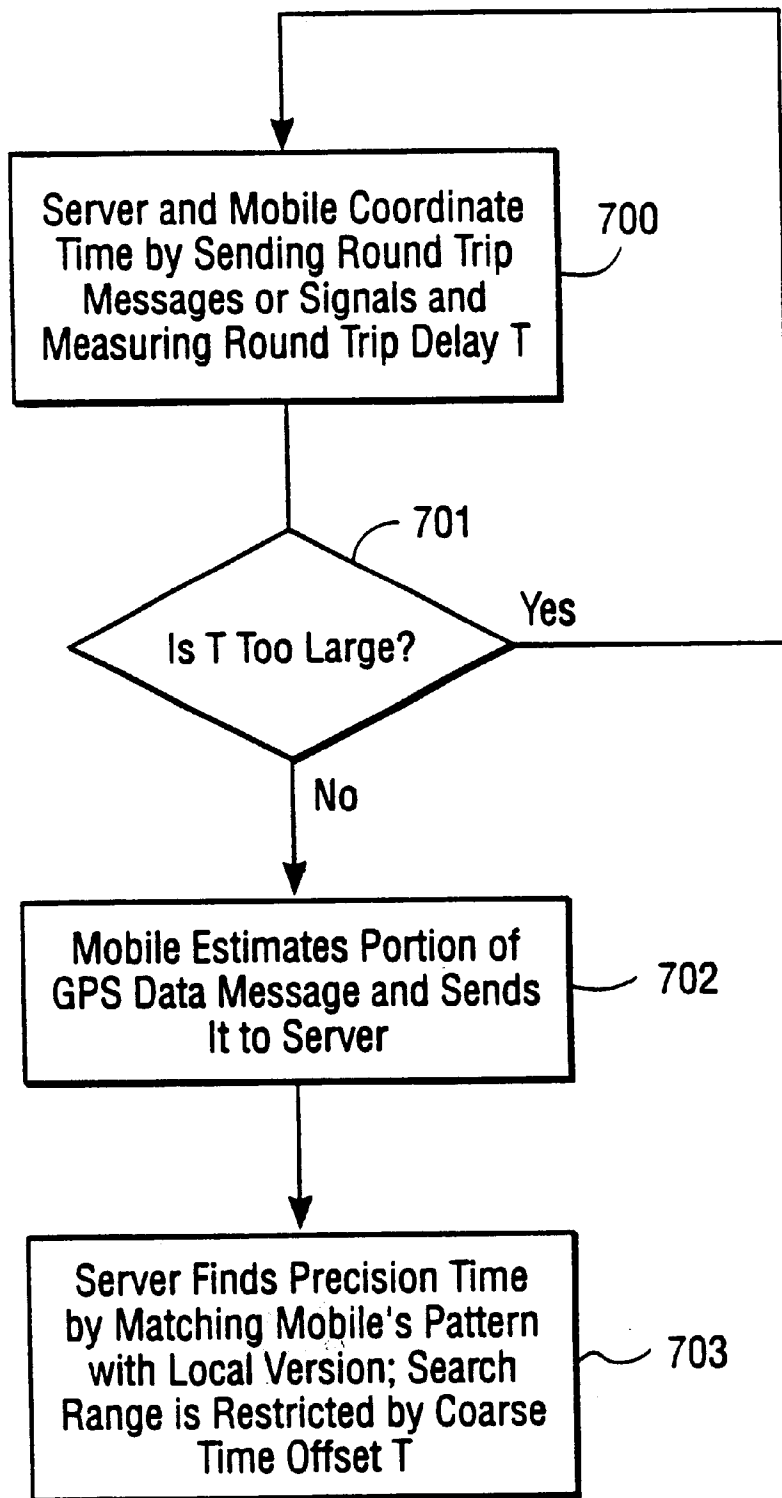 Server and Mobile Coordinate
Time by Sending Round Trip
Messages or Signals and
Measuring Round Trip Delay T
700
701
Is T Too Large?
Yes
No
Mobile Estimates Portion of
GPS Data Message and Sends
It to Server
702
Server Finds Precision Time
by Matching Mobile's Pattern
with Local Version; Search
Range is Restricted by Coarse
Time Offset T
703